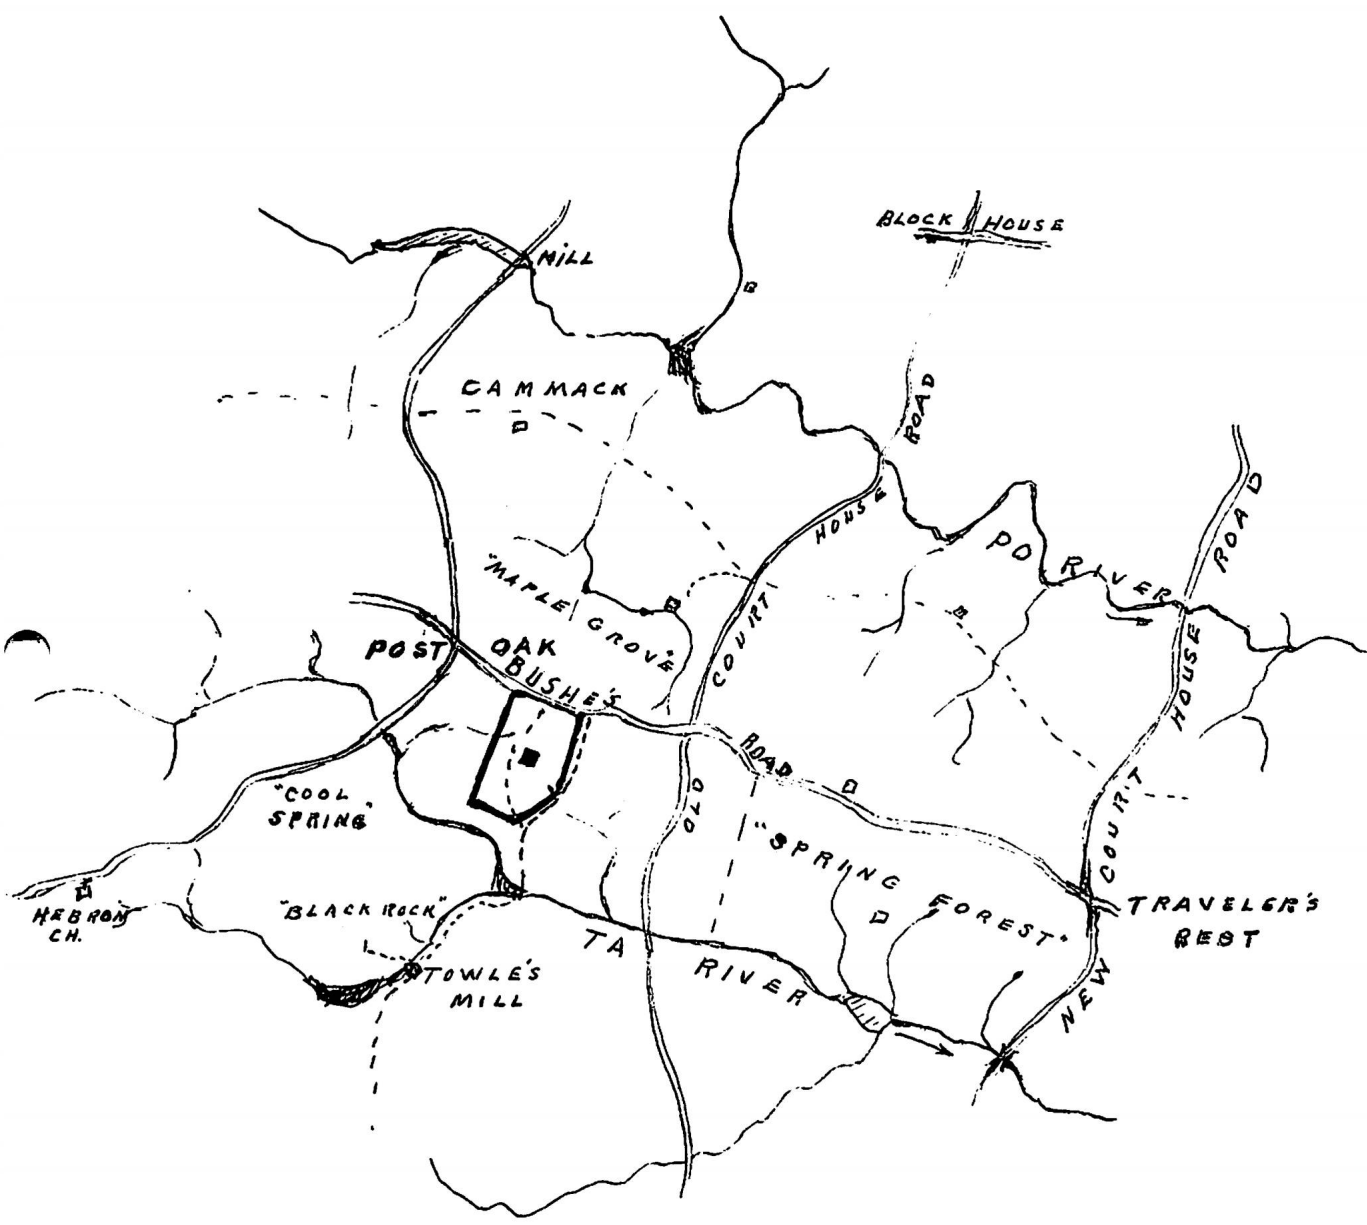 BLOCK HOUSE
MILL
CAMMACK
ROAD
HOUSE
COURT
OLD
PO RIVER
ROAD
HOUSE
COURT
NEW
"MAPLE GROVE"
POST OAK
BUSHE'S
ROAD
"COOL
SPRING"
"SPRING FOREST"
HEBRON
CH.
"BLACK ROCK"
TRAVELER'S
REST
TA RIVER
TOWLE'S
MILL